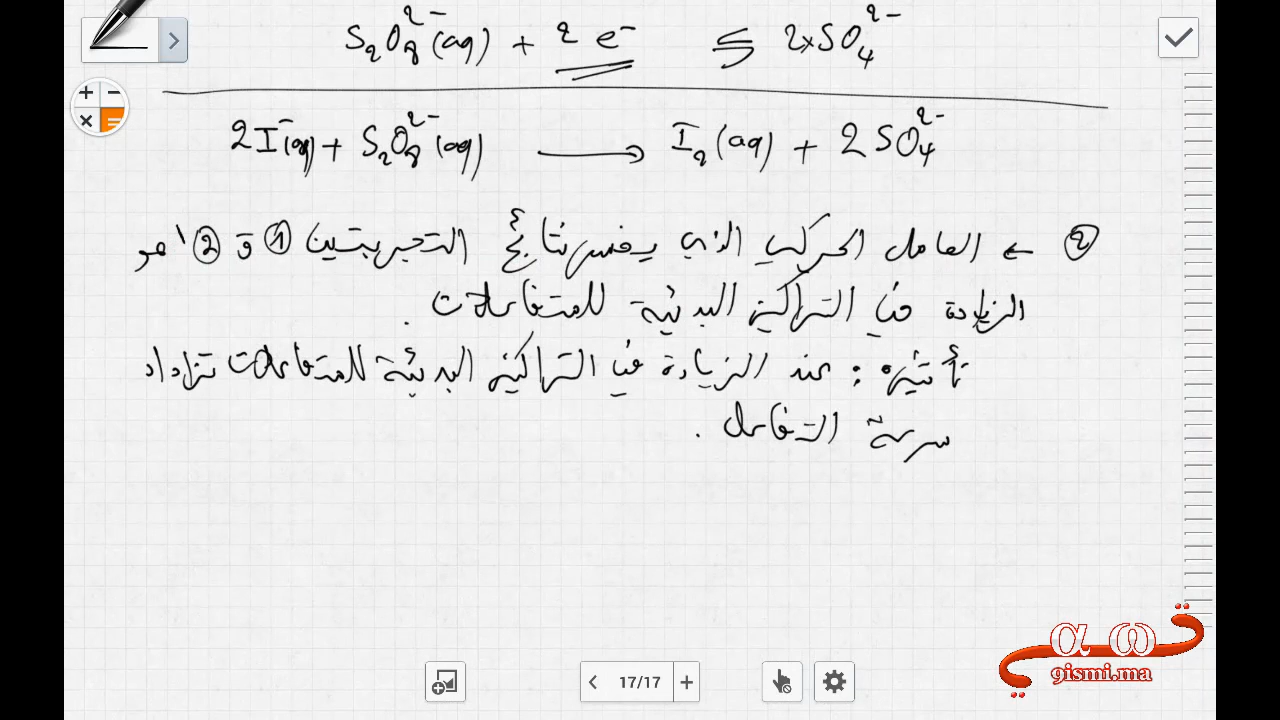 S₂O₈²⁻(aq) + 2 e⁻ ⇆ 2×SO₄²⁻
2I⁻(aq) + S₂O₈²⁻(aq) ⟶ I₂(aq) + 2SO₄²⁻
② ← العامل الحركي الذي يفسر نتائج التجربتين ① و ② هو
الزيادة في التراكيز البدئية للمتفاعلات .
تأثيره : عند الزيادة في التراكيز البدئية للمتفاعلات تزداد
سرعة التفاعل .
17/17
α ω
gismi.ma